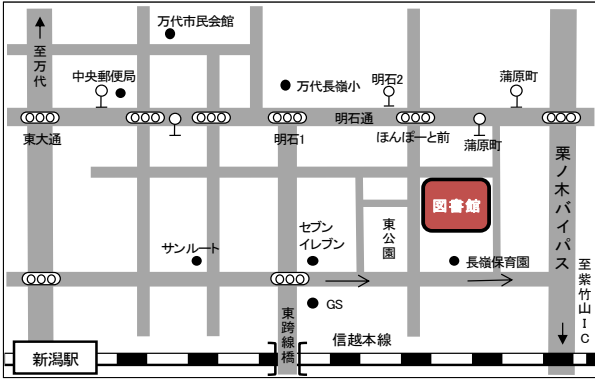 万代市民会館
至万代
中央郵便局
万代長嶺小
明石2
蒲原町
東大通
明石1
明石通
ほんぽーと前
蒲原町
栗ノ木バイパス
図書館
セブン
イレブン
東公園
サンルート
長嶺保育園
至紫竹山IC
GS
東跨線橋
信越本線
新潟駅